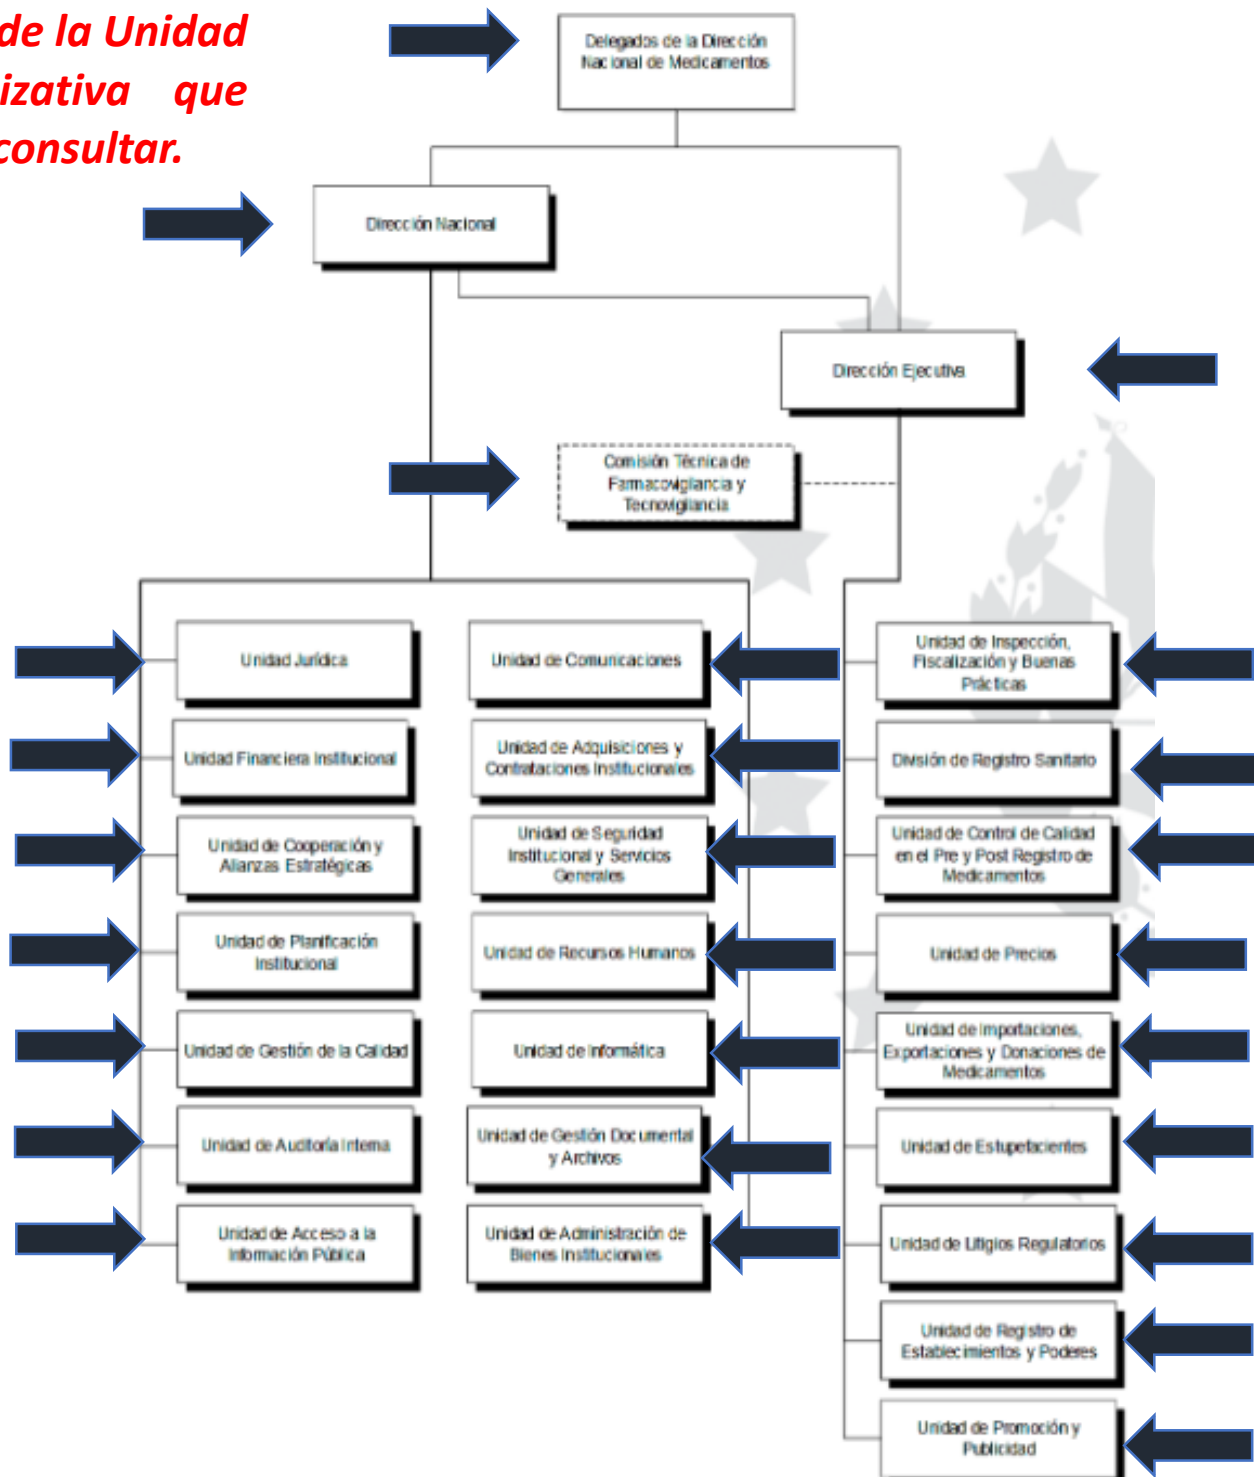 de la Unidad
izativa que
consultar.
Delegados de la Dirección
Nacional de Medicamentos
Dirección Nacional
Dirección Ejecutiva
Comisión Técnica de
Farmacovigilancia y
Tecnovigilancia
Unidad Jurídica
Unidad Financiera Institucional
Unidad de Cooperación y
Alianzas Estratégicas
Unidad de Planificación
Institucional
Unidad de Gestión de la Calidad
Unidad de Auditoría Interna
Unidad de Acceso a la
Información Pública
Unidad de Comunicaciones
Unidad de Adquisiciones y
Contrataciones Institucionales
Unidad de Seguridad
Institucional y Servicios
Generales
Unidad de Recursos Humanos
Unidad de Informática
Unidad de Gestión Documental
y Archivos
Unidad de Administración de
Bienes Institucionales
Unidad de Inspección,
Fiscalización y Buenas
Prácticas
División de Registro Sanitario
Unidad de Control de Calidad
en el Pre y Post Registro de
Medicamentos
Unidad de Precios
Unidad de Importaciones,
Exportaciones y Donaciones de
Medicamentos
Unidad de Estupefacientes
Unidad de Litigios Regulatorios
Unidad de Registro de
Establecimientos y Poderes
Unidad de Promoción y
Publicidad